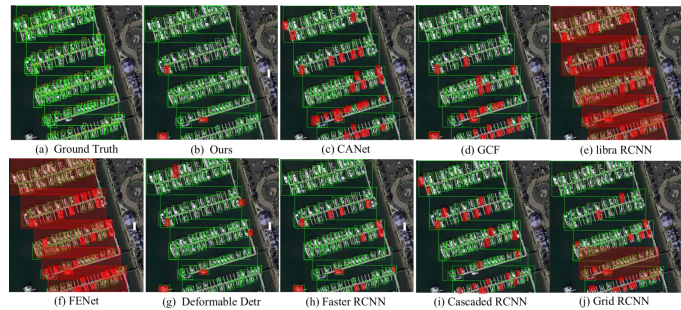 (a) Ground Truth
(b) Ours
(c) CANet
(d) GCF
(e) libra RCNN
(f) FENet
(g) Deformable Detr
(h) Faster RCNN
(i) Cascaded RCNN
(j) Grid RCNN